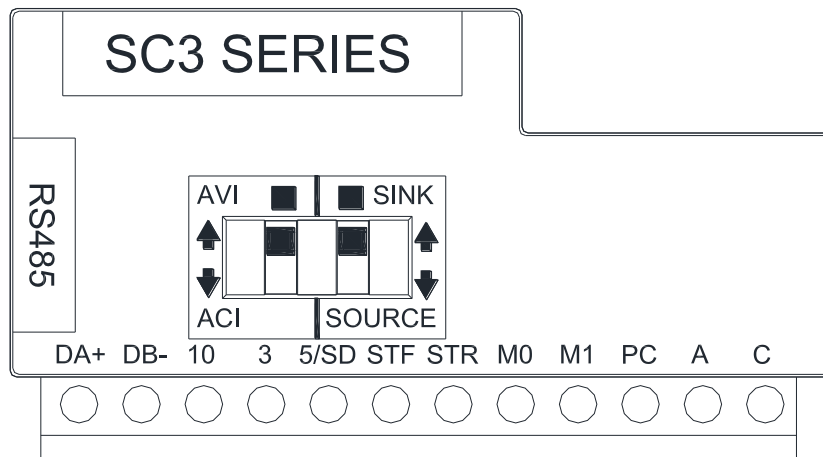 SC3 SERIES
RS485
AVI SINK
ACI SOURCE
DA+ DB- 10 3 5/SD STF STR M0 M1 PC A C